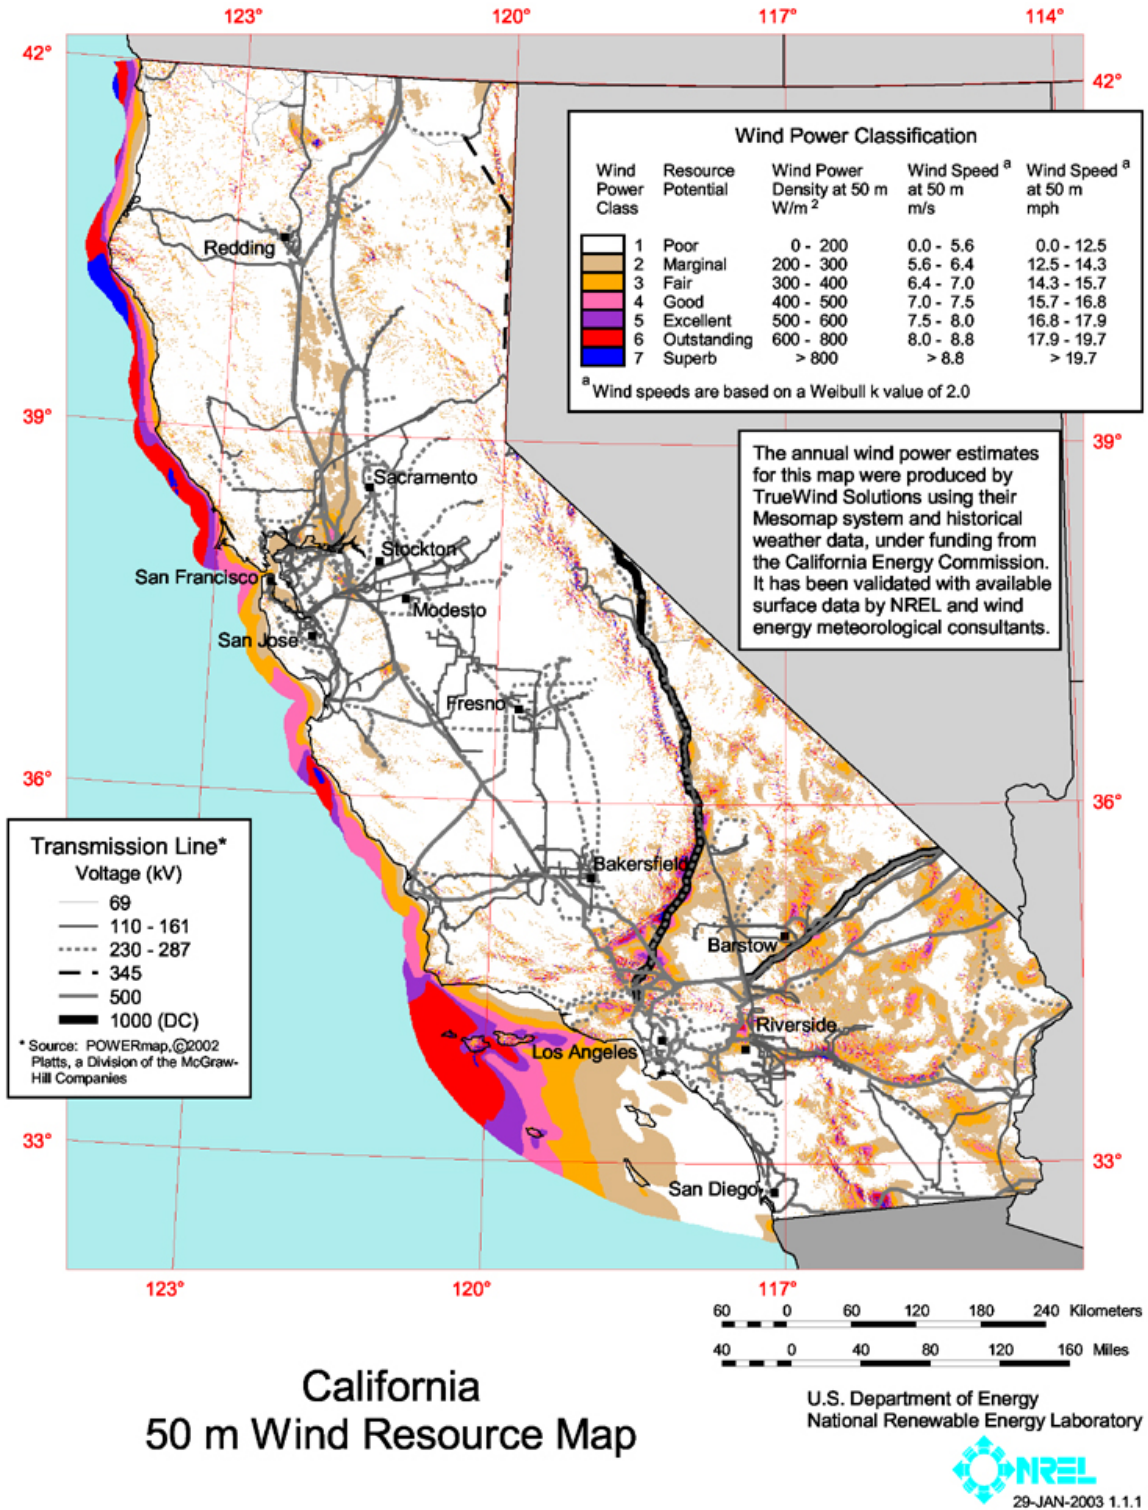 123° 120° 117° 114°
42° 42°
Wind Power Classification
Wind Power Class Resource Potential Wind Power Density at 50 m W/m 2 Wind Speed a at 50 m m/s Wind Speed a at 50 m mph
1 Poor 0 - 200 0.0 - 5.6 0.0 - 12.5
2 Marginal 200 - 300 5.6 - 6.4 12.5 - 14.3
3 Fair 300 - 400 6.4 - 7.0 14.3 - 15.7
4 Good 400 - 500 7.0 - 7.5 15.7 - 16.8
5 Excellent 500 - 600 7.5 - 8.0 16.8 - 17.9
6 Outstanding 600 - 800 8.0 - 8.8 17.9 - 19.7
7 Superb > 800 > 8.8 > 19.7
a Wind speeds are based on a Weibull k value of 2.0
Redding
39° 39°
The annual wind power estimates
for this map were produced by
TrueWind Solutions using their
Mesomap system and historical
weather data, under funding from
the California Energy Commission.
It has been validated with available
surface data by NREL and wind
energy meteorological consultants.
Sacramento
Stockton
San Francisco
Modesto
San Jose
Fresno
36° 36°
Transmission Line*
Voltage (kV)
69
110 - 161
230 - 287
345
500
1000 (DC)
* Source: POWERmap, ©2002
Platts, a Division of the McGraw-
Hill Companies
Bakersfield
Barstow
Riverside
Los Angeles
33° 33°
San Diego
123° 120° 117°
60 0 60 120 180 240 Kilometers
40 0 40 80 120 160 Miles
California
50 m Wind Resource Map
U.S. Department of Energy
National Renewable Energy Laboratory
NREL
29-JAN-2003 1.1.1